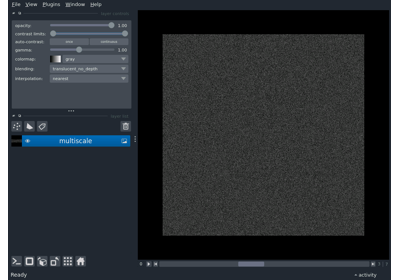 File View Plugins Window Help
opacity: 1.00
contrast limits:
auto-contrast: once continuous
gamma: 1.00
colormap: gray
blending: translucent_no_depth
interpolation: nearest
multiscale
Ready
activity